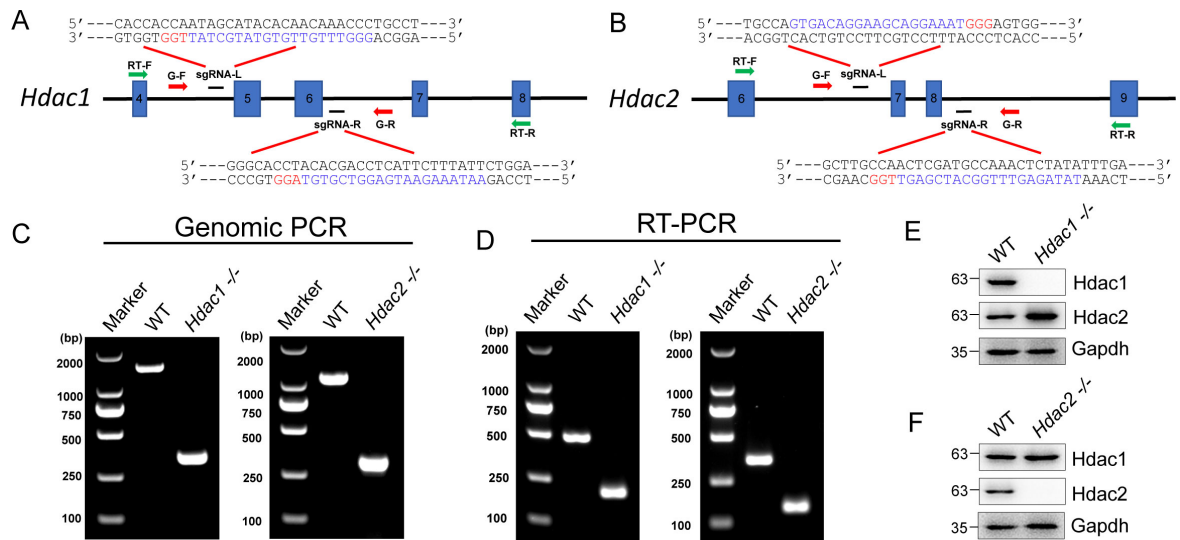 A
5′ ---CACCACCAATAGCATACACAACAAACCCTGCCT---3′
3′ ---GTGGTGGTTATCGTATGTGTTGTTTGGGACGGA---5′
RT-F
G-F
sgRNA-L
Hdac1
4
5
6
7
8
sgRNA-R
G-R
RT-R
5′ ---GGGCACCTACACGACCTCATTCTTTATTCTGGA---3′
3′ ---CCCGTGGATGTGCTGGAGTAAGAAATAAGACCT---5′
B
5′ ---TGCCAGTGACAGGAAGCAGGAAATGGGAGTGG---3′
3′ ---ACGGTCACTGTCCTTCGTCCTTTACCCTCACC---5′
RT-F
G-F
sgRNA-L
Hdac2
6
7
8
9
sgRNA-R
G-R
RT-R
5′ ---GCTTGCCAACTCGATGCCAAACTCTATATTTGA---3′
3′ ---CGAACGGTTGAGCTACGGTTTGAGATATAAACT---5′
C
Genomic PCR
Marker
WT
Hdac1 -/-
(bp)
2000
1000
750
500
250
100
Marker
WT
Hdac2 -/-
(bp)
2000
1000
750
500
250
100
D
RT-PCR
Marker
WT
Hdac1 -/-
(bp)
2000
1000
750
500
250
100
Marker
WT
Hdac2 -/-
(bp)
2000
1000
750
500
250
100
E
WT
Hdac1 -/-
63
Hdac1
63
Hdac2
35
Gapdh
F
WT
Hdac2 -/-
63
Hdac1
63
Hdac2
35
Gapdh